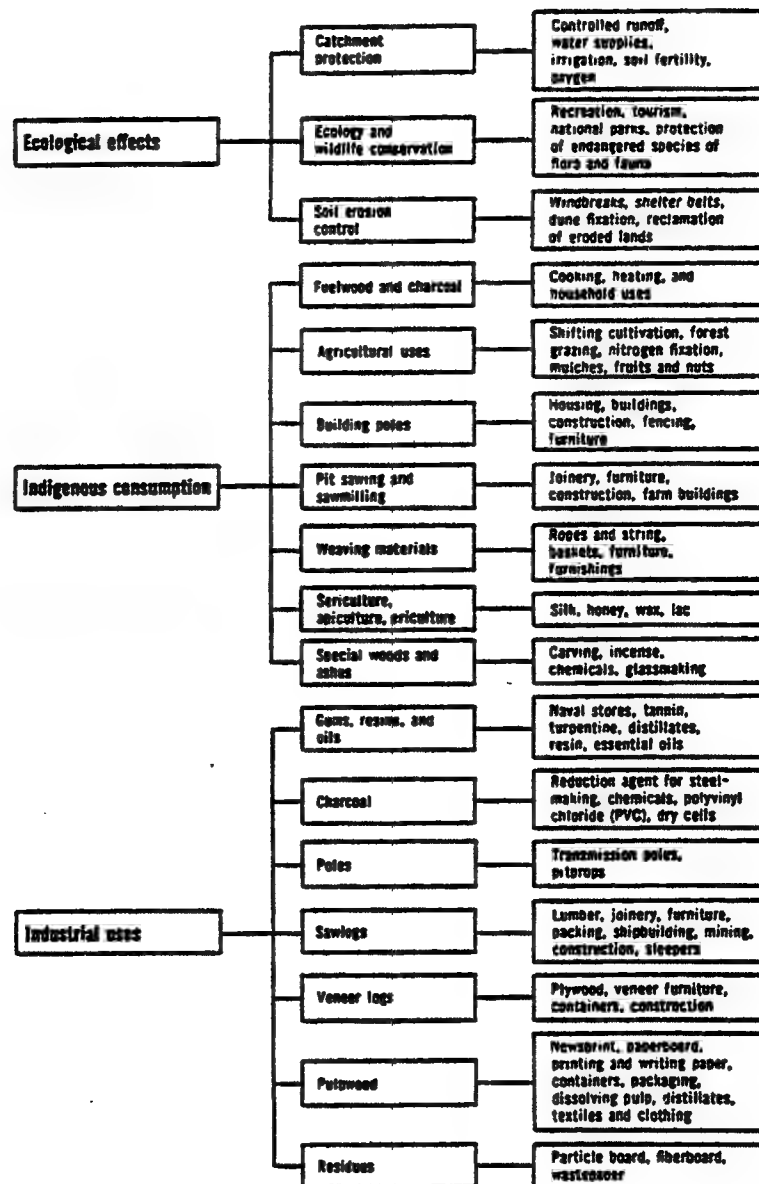 Ecological effects
Catchment
protection
Controlled runoff,
water supplies,
irrigation, soil fertility,
oxygen
Ecology and
wildlife conservation
Recreation, tourism,
national parks, protection
of endangered species of
flora and fauna
Soil erosion
control
Windbreaks, shelter belts,
dune fixation, reclamation
of eroded lands
Indigenous consumption
Fuelwood and charcoal
Cooking, heating, and
household uses
Agricultural uses
Shifting cultivation, forest
grazing, nitrogen fixation,
mulches, fruits and nuts
Building poles
Housing, buildings,
construction, fencing,
furniture
Pit sawing and
sawmilling
Joinery, furniture,
construction, farm buildings
Weaving materials
Ropes and string,
baskets, furniture,
furnishings
Sericulture,
apiculture, ericulture
Silk, honey, wax, lac
Special woods and
ashes
Carving, incense,
chemicals, glassmaking
Industrial uses
Gums, resins, and
oils
Naval stores, tannin,
turpentine, distillates,
resin, essential oils
Charcoal
Reduction agent for steel-
making, chemicals, polyvinyl
chloride (PVC), dry cells
Poles
Transmission poles,
pitprops
Sawlogs
Lumber, joinery, furniture,
packing, shipbuilding, mining,
construction, sleepers
Veneer logs
Plywood, veneer furniture,
containers, construction
Pulpwood
Newsprint, paperboard,
printing and writing paper,
containers, packaging,
dissolving pulp, distillates,
textiles and clothing
Residues
Particle board, fiberboard,
wastepaper